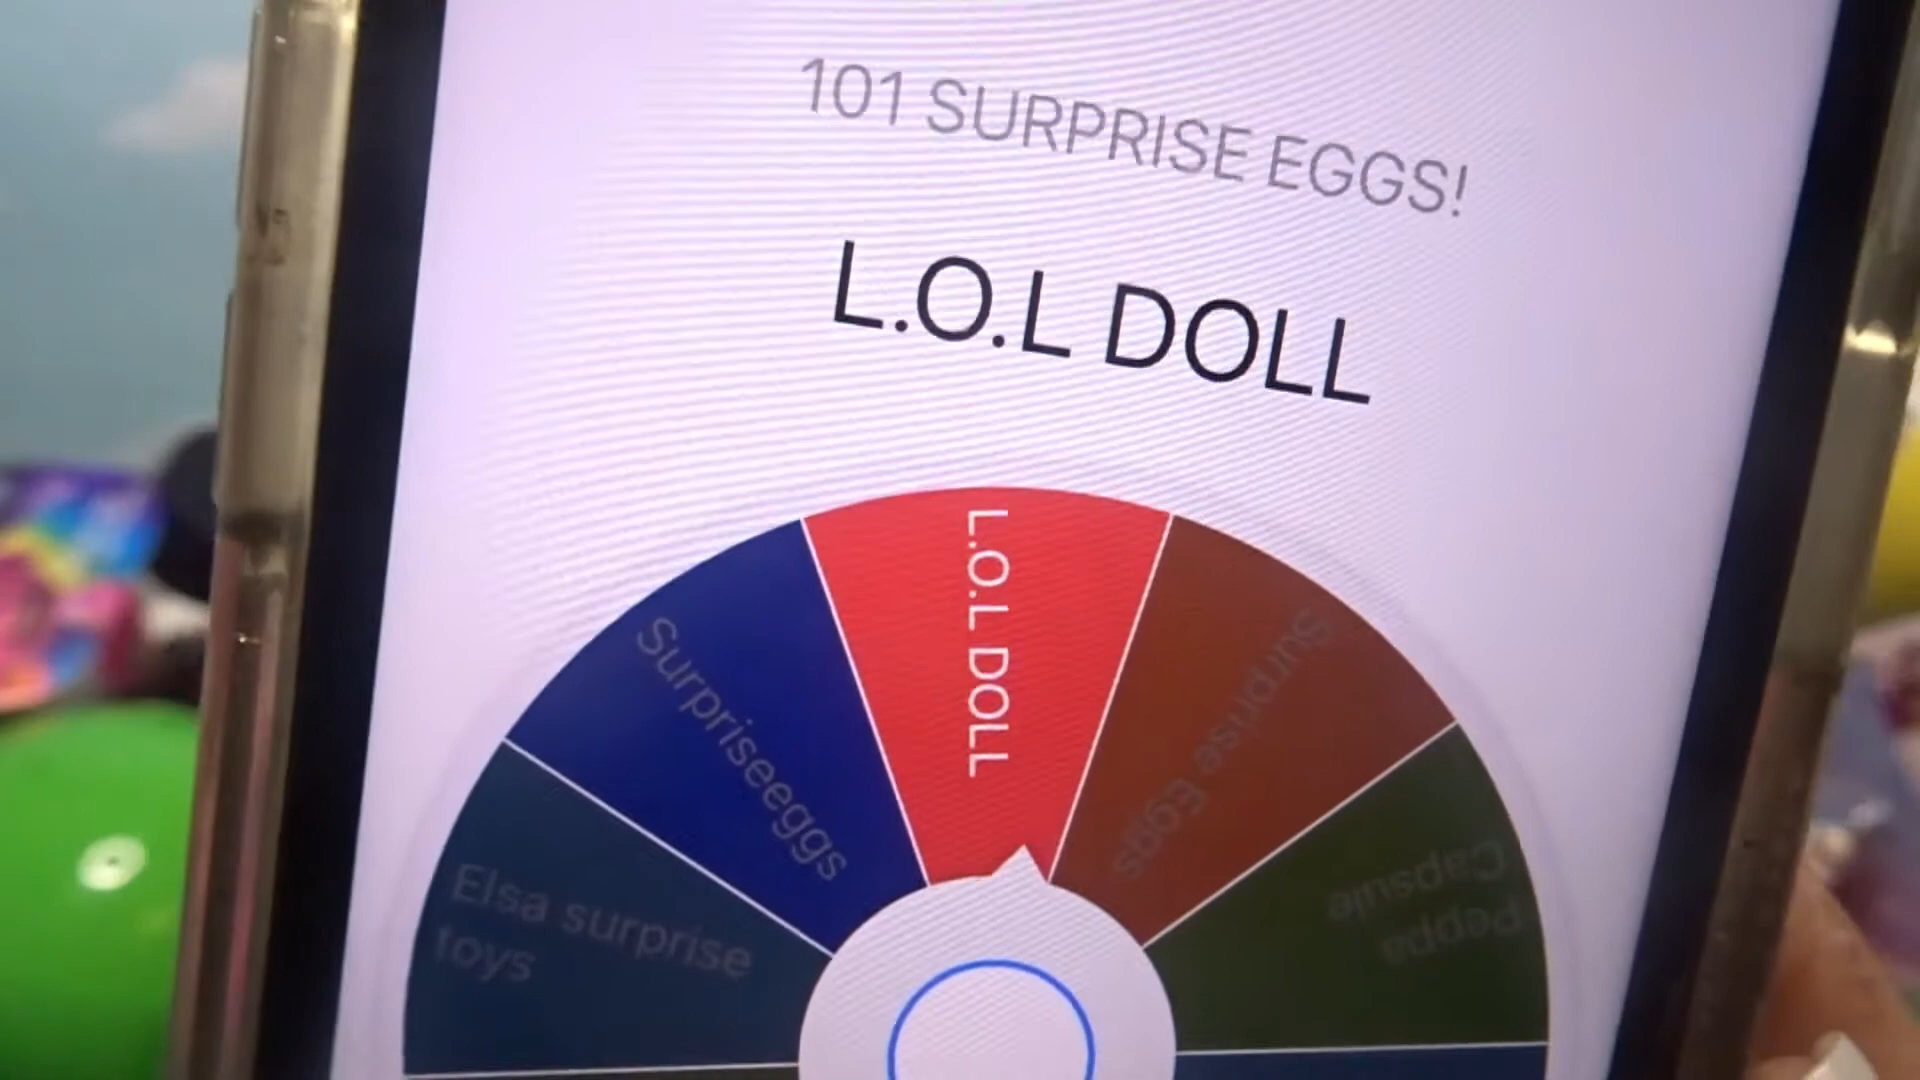 101 SURPRISE EGGS!
L.O.L DOLL
L.O.L DOLL
Surpriseeggs
Surprise Eggs
Elsa surprise
toys
Peppa
Capsule